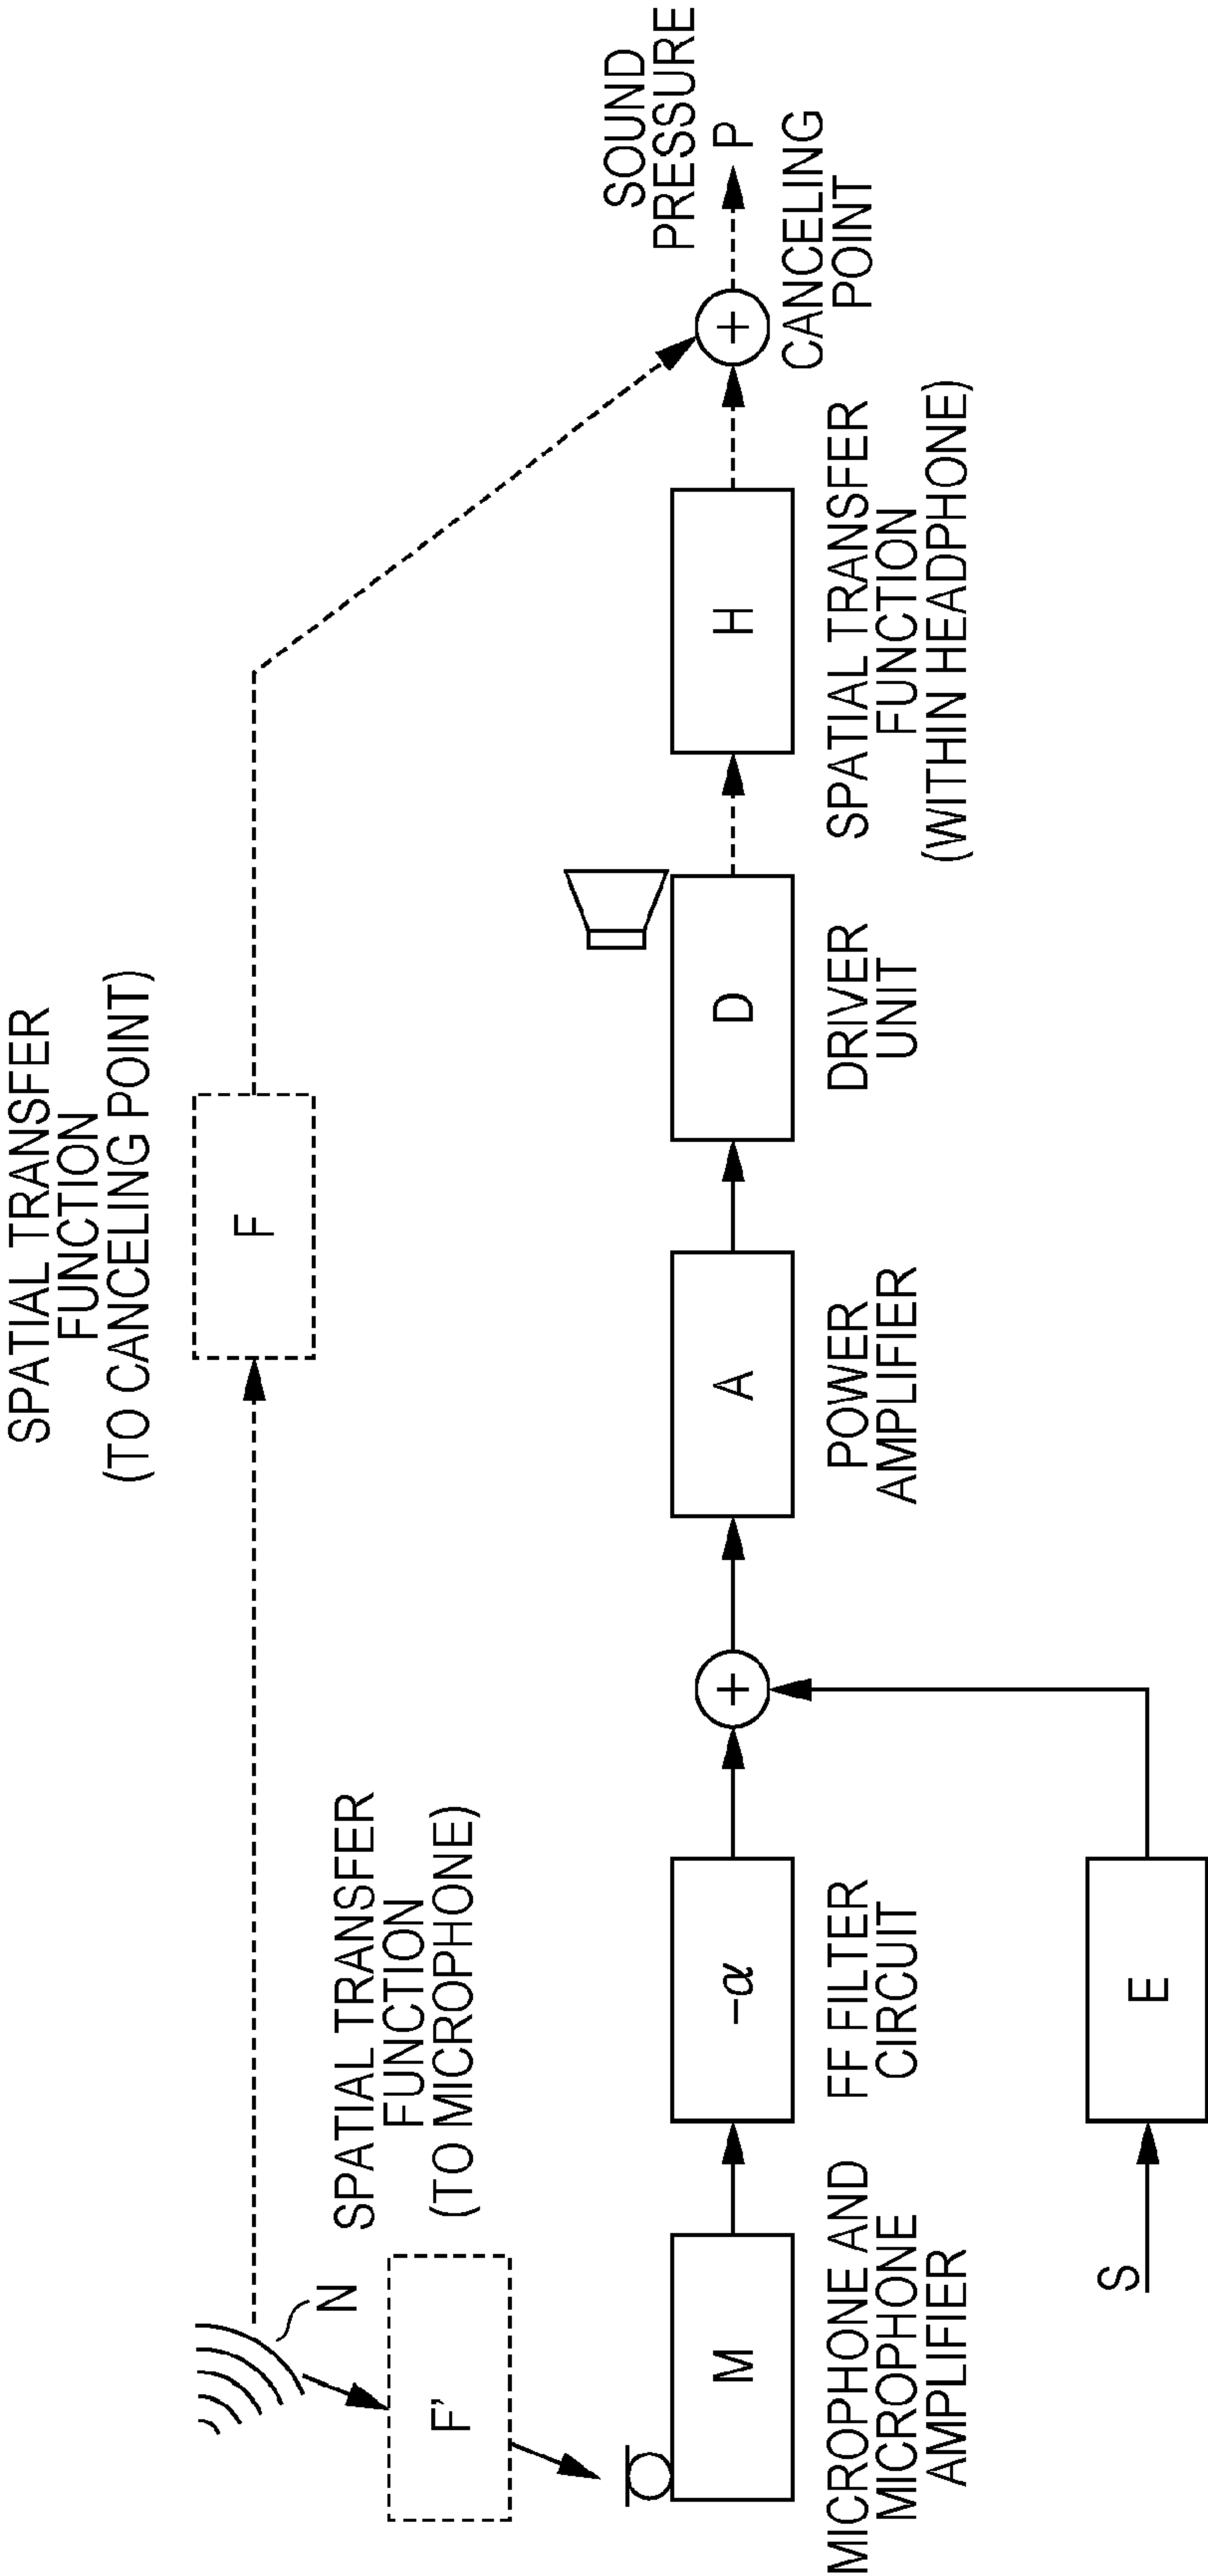 SPATIAL TRANSFER
FUNCTION
(TO CANCELING POINT)
F
N
SPATIAL TRANSFER
FUNCTION
(TO MICROPHONE)
F'
SOUND
PRESSURE
P
CANCELING
POINT
M
MICROPHONE AND
MICROPHONE
AMPLIFIER
-α
FF FILTER
CIRCUIT
+
A
POWER
AMPLIFIER
D
DRIVER
UNIT
H
SPATIAL TRANSFER
FUNCTION
(WITHIN HEADPHONE)
+
S
E